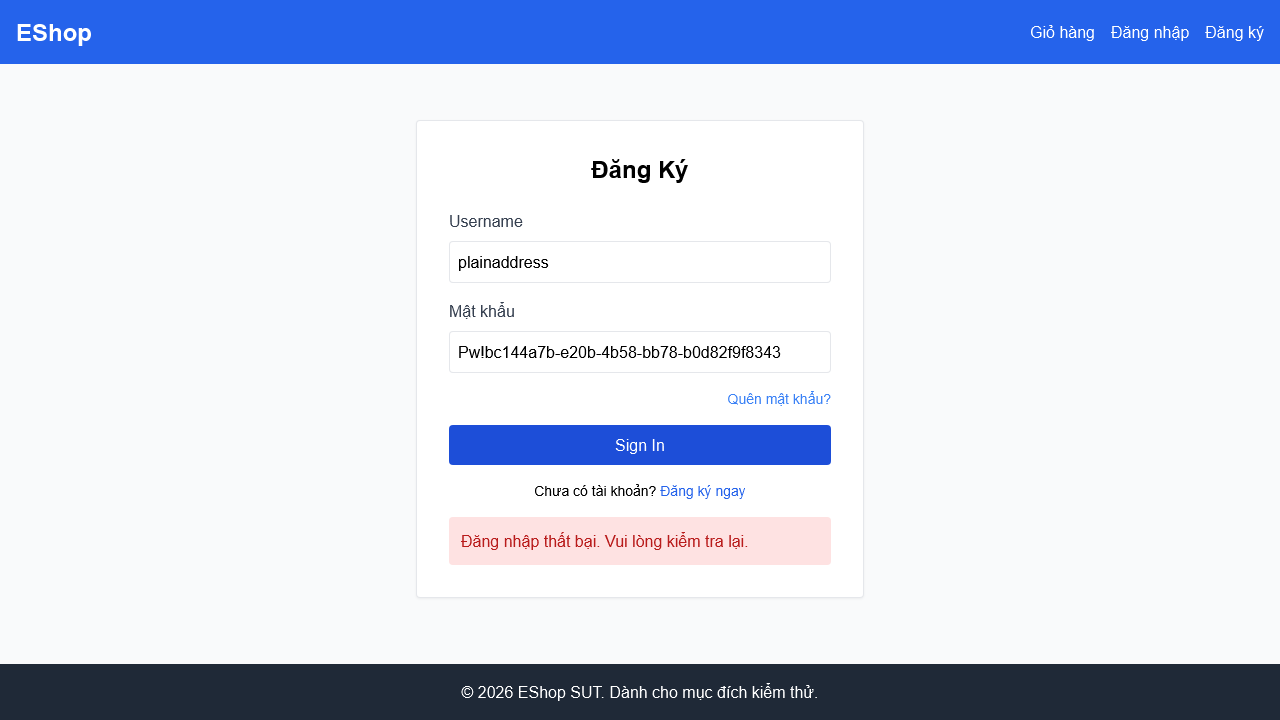 EShop
Giỏ hàng
Đăng nhập
Đăng ký
Đăng Ký
Username
plainaddress
Mật khẩu
PwIbc144a7b-e20b-4b58-bb78-b0d82f9f8343
Quên mật khẩu?
Sign In
Chưa có tài khoản? Đăng ký ngay
Đăng nhập thất bại. Vui lòng kiểm tra lại.
© 2026 EShop SUT. Dành cho mục đích kiểm thử.